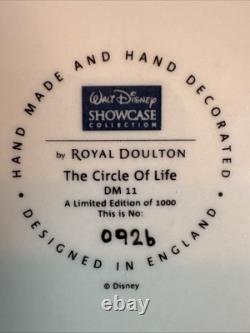 HAND MADE AND HAND DECORATED
WALT DISNEY
SHOWCASE
COLLECTION
by ROYAL DOULTON
The Circle Of Life
DM 11
A Limited Edition of 1000
This is No:
0926
• DESIGNED IN ENGLAND •
© Disney